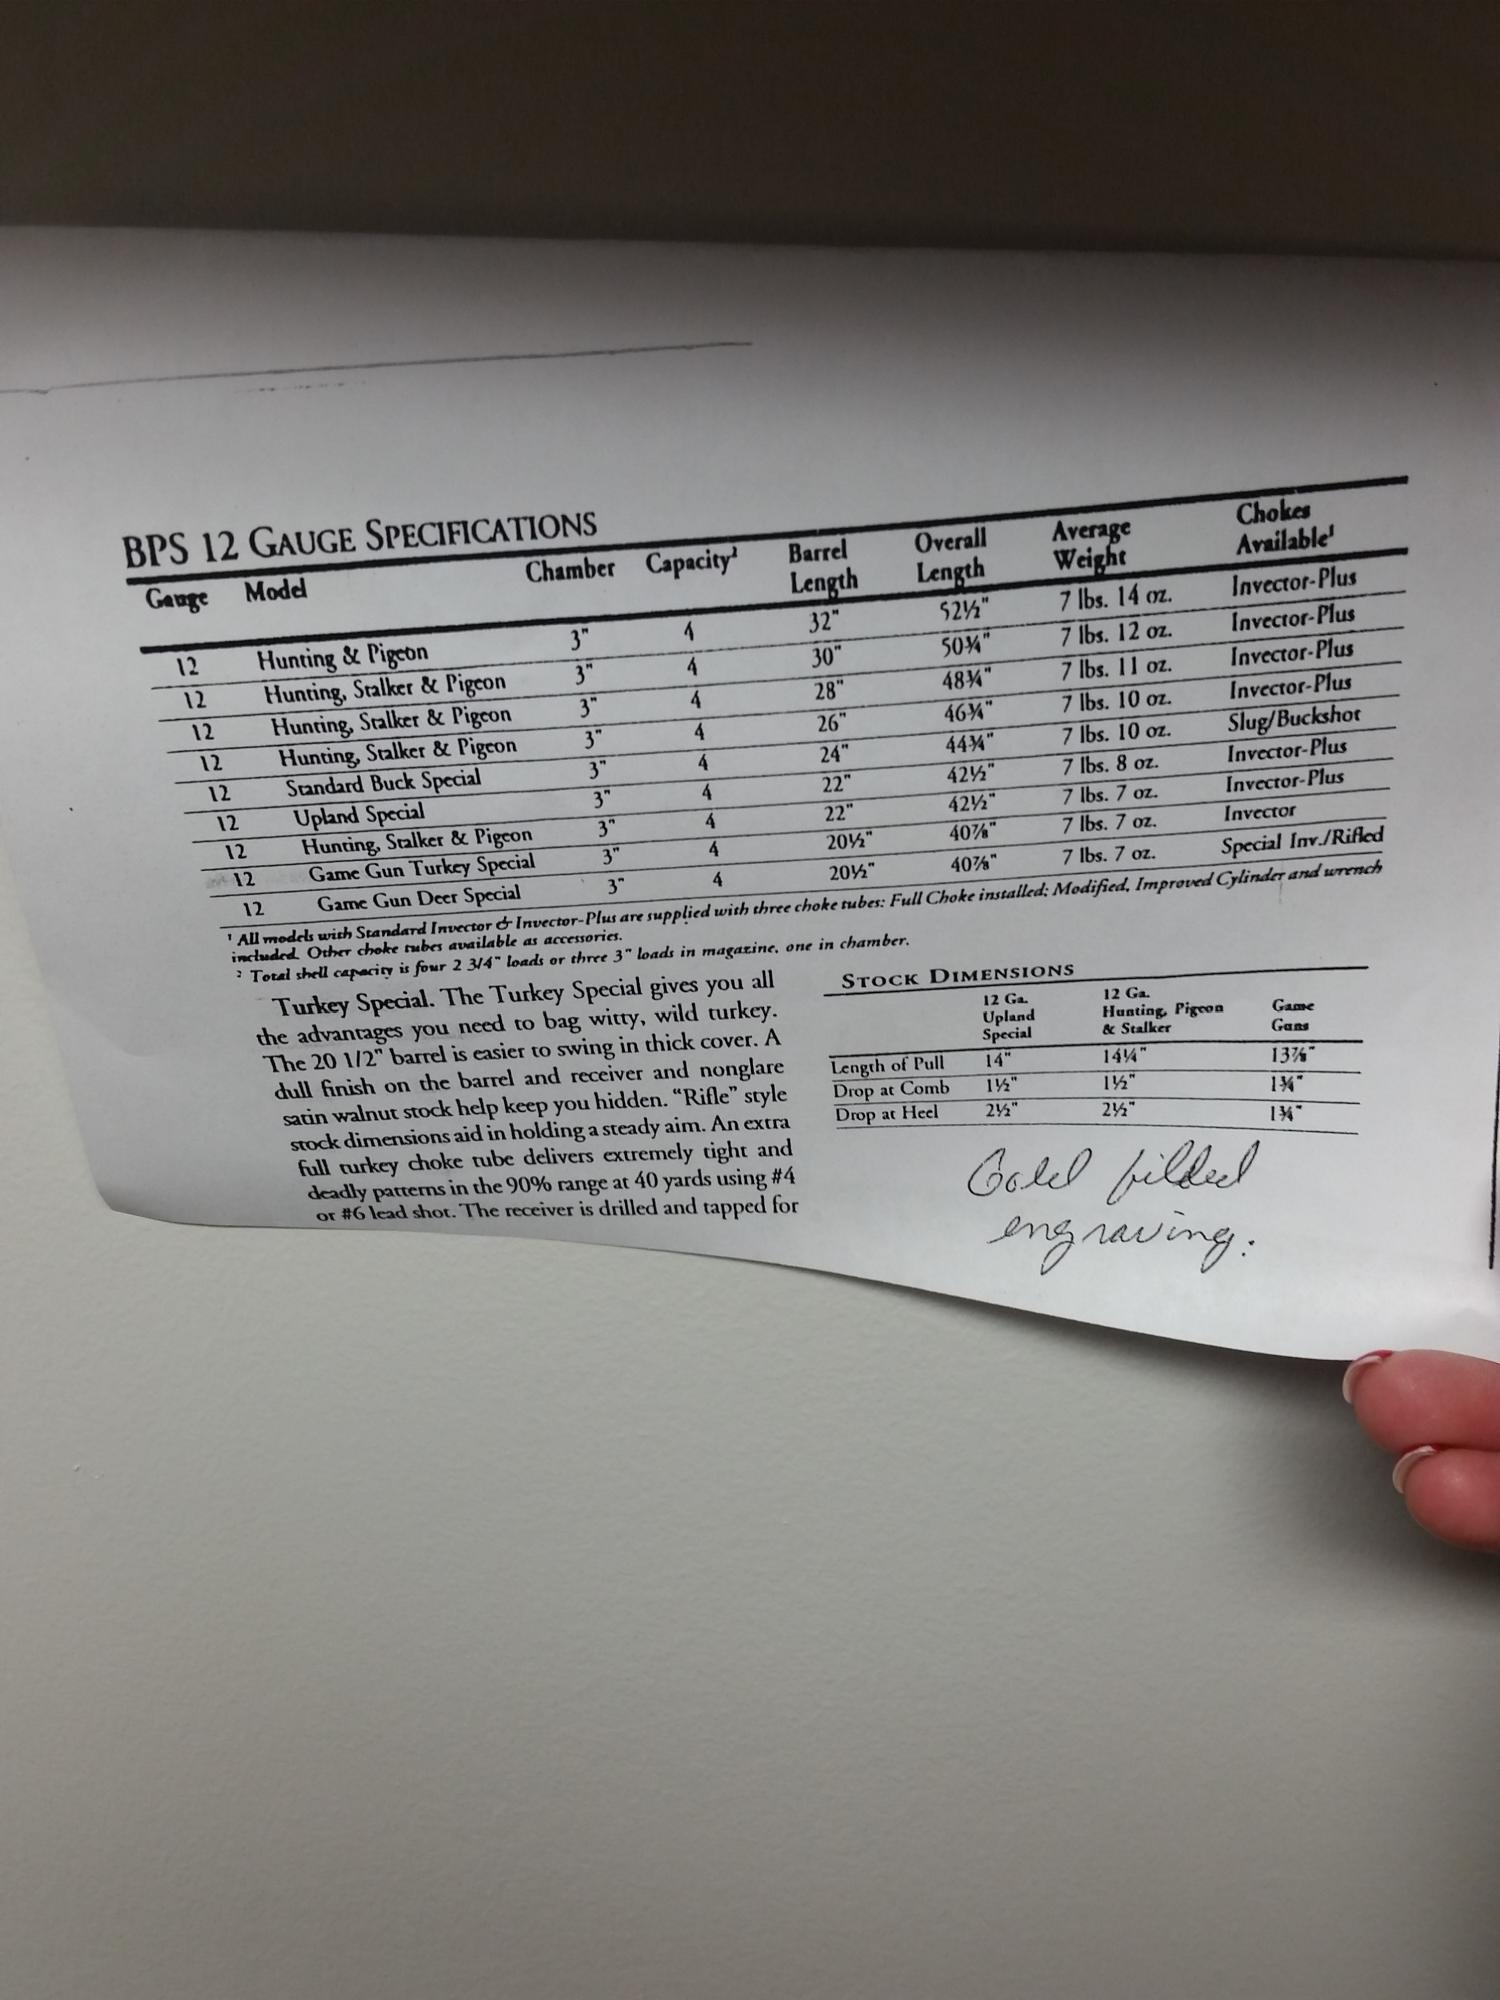 BPS 12 GAUGE SPECIFICATIONS
Gauge Model Chamber Capacity² Barrel Length Overall Length Average Weight Chokes Available¹
12 Hunting & Pigeon 3" 4 32" 52½" 7 lbs. 14 oz. Invector-Plus
12 Hunting, Stalker & Pigeon 3" 4 30" 50¾" 7 lbs. 12 oz. Invector-Plus
12 Hunting, Stalker & Pigeon 3" 4 28" 48¾" 7 lbs. 11 oz. Invector-Plus
12 Hunting, Stalker & Pigeon 3" 4 26" 46¾" 7 lbs. 10 oz. Invector-Plus
12 Standard Buck Special 3" 4 24" 44¾" 7 lbs. 10 oz. Slug/Buckshot
12 Upland Special 3" 4 22" 42½" 7 lbs. 8 oz. Invector-Plus
12 Hunting, Stalker & Pigeon 3" 4 22" 42½" 7 lbs. 7 oz. Invector-Plus
12 Game Gun Turkey Special 3" 4 20½" 40⅞" 7 lbs. 7 oz. Invector
12 Game Gun Deer Special 3" 4 20½" 40⅞" 7 lbs. 7 oz. Special Inv./Rifled
¹ All models with Standard Invector & Invector-Plus are supplied with three choke tubes: Full Choke installed; Modified, Improved Cylinder and wrench
included. Other choke tubes available as accessories.
² Total shell capacity is four 2 3/4" loads or three 3" loads in magazine, one in chamber.
Turkey Special. The Turkey Special gives you all
the advantages you need to bag witty, wild turkey.
The 20 1/2" barrel is easier to swing in thick cover. A
dull finish on the barrel and receiver and nonglare
satin walnut stock help keep you hidden. “Rifle” style
stock dimensions aid in holding a steady aim. An extra
full turkey choke tube delivers extremely tight and
deadly patterns in the 90% range at 40 yards using #4
or #6 lead shot. The receiver is drilled and tapped for
STOCK DIMENSIONS
12 Ga. Upland Special 12 Ga. Hunting, Pigeon & Stalker Game Guns
Length of Pull 14" 14¼" 13⅞"
Drop at Comb 1½" 1½" 1¾"
Drop at Heel 2½" 2½" 1¾"
Gold filded
engraving.